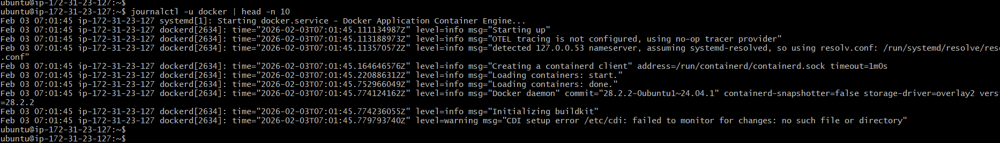 ubuntu@ip-172-31-23-127:~$
ubuntu@ip-172-31-23-127:~$ journalctl -u docker | head -n 10
Feb 03 07:01:45 ip-172-31-23-127 systemd[1]: Starting docker.service - Docker Application Container Engine...
Feb 03 07:01:45 ip-172-31-23-127 dockerd[2634]: time="2026-02-03T07:01:45.111134987Z" level=info msg="Starting up"
Feb 03 07:01:45 ip-172-31-23-127 dockerd[2634]: time="2026-02-03T07:01:45.113188973Z" level=info msg="OTEL tracing is not configured, using no-op tracer provider"
Feb 03 07:01:45 ip-172-31-23-127 dockerd[2634]: time="2026-02-03T07:01:45.113570572Z" level=info msg="detected 127.0.0.53 nameserver, assuming systemd-resolved, so using resolv.conf: /run/systemd/resolve/res
.conf"
Feb 03 07:01:45 ip-172-31-23-127 dockerd[2634]: time="2026-02-03T07:01:45.164646576Z" level=info msg="Creating a containerd client" address=/run/containerd/containerd.sock timeout=1m0s
Feb 03 07:01:45 ip-172-31-23-127 dockerd[2634]: time="2026-02-03T07:01:45.220886312Z" level=info msg="Loading containers: start."
Feb 03 07:01:45 ip-172-31-23-127 dockerd[2634]: time="2026-02-03T07:01:45.752966049Z" level=info msg="Loading containers: done."
Feb 03 07:01:45 ip-172-31-23-127 dockerd[2634]: time="2026-02-03T07:01:45.774124162Z" level=info msg="Docker daemon" commit="28.2.2-0ubuntu1~24.04.1" containerd-snapshotter=false storage-driver=overlay2 vers
=28.2.2
Feb 03 07:01:45 ip-172-31-23-127 dockerd[2634]: time="2026-02-03T07:01:45.774236055Z" level=info msg="Initializing buildkit"
Feb 03 07:01:45 ip-172-31-23-127 dockerd[2634]: time="2026-02-03T07:01:45.779793740Z" level=warning msg="CDI setup error /etc/cdi: failed to monitor for changes: no such file or directory"
ubuntu@ip-172-31-23-127:~$
ubuntu@ip-172-31-23-127:~$